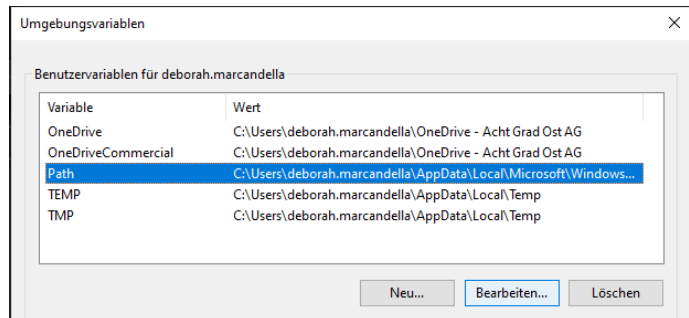 Umgebungsvariablen
Benutzervariablen für deborah.marcandella
Variable Wert
OneDrive C:\Users\deborah.marcandella\OneDrive - Acht Grad Ost AG
OneDriveCommercial C:\Users\deborah.marcandella\OneDrive - Acht Grad Ost AG
Path C:\Users\deborah.marcandella\AppData\Local\Microsoft\Windows...
TEMP C:\Users\deborah.marcandella\AppData\Local\Temp
TMP C:\Users\deborah.marcandella\AppData\Local\Temp
Neu... Bearbeiten... Löschen